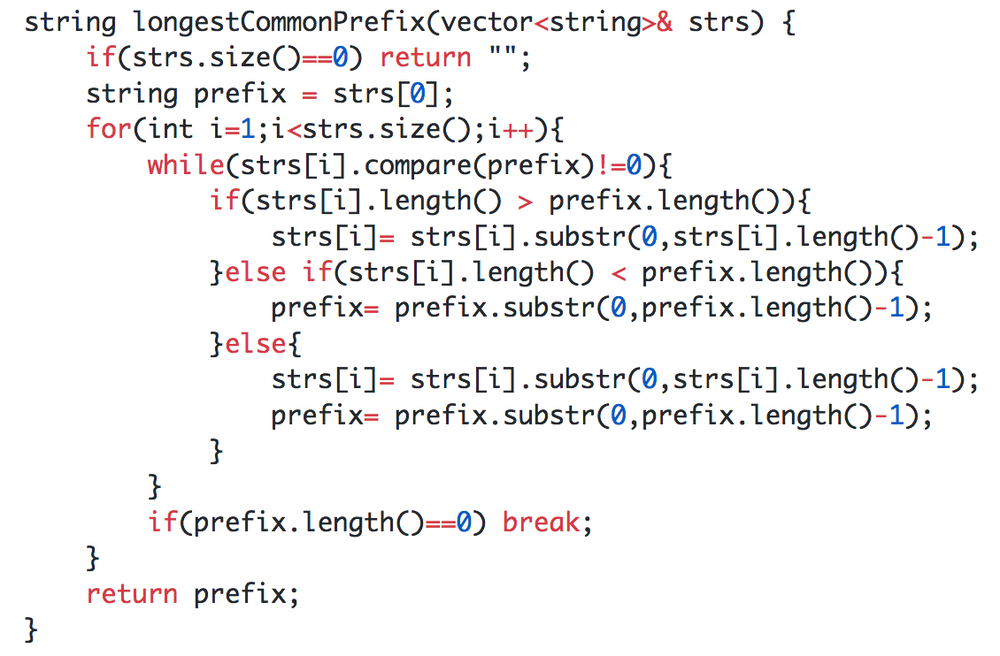 string longestCommonPrefix(vector<string>& strs) {
    if(strs.size()==0) return "";
    string prefix = strs[0];
    for(int i=1;i<strs.size();i++){
        while(strs[i].compare(prefix)!=0){
            if(strs[i].length() > prefix.length()){
                strs[i]= strs[i].substr(0,strs[i].length()-1);
            }else if(strs[i].length() < prefix.length()){
                prefix= prefix.substr(0,prefix.length()-1);
            }else{
                strs[i]= strs[i].substr(0,strs[i].length()-1);
                prefix= prefix.substr(0,prefix.length()-1);
            }
        }
        if(prefix.length()==0) break;
    }
    return prefix;
}